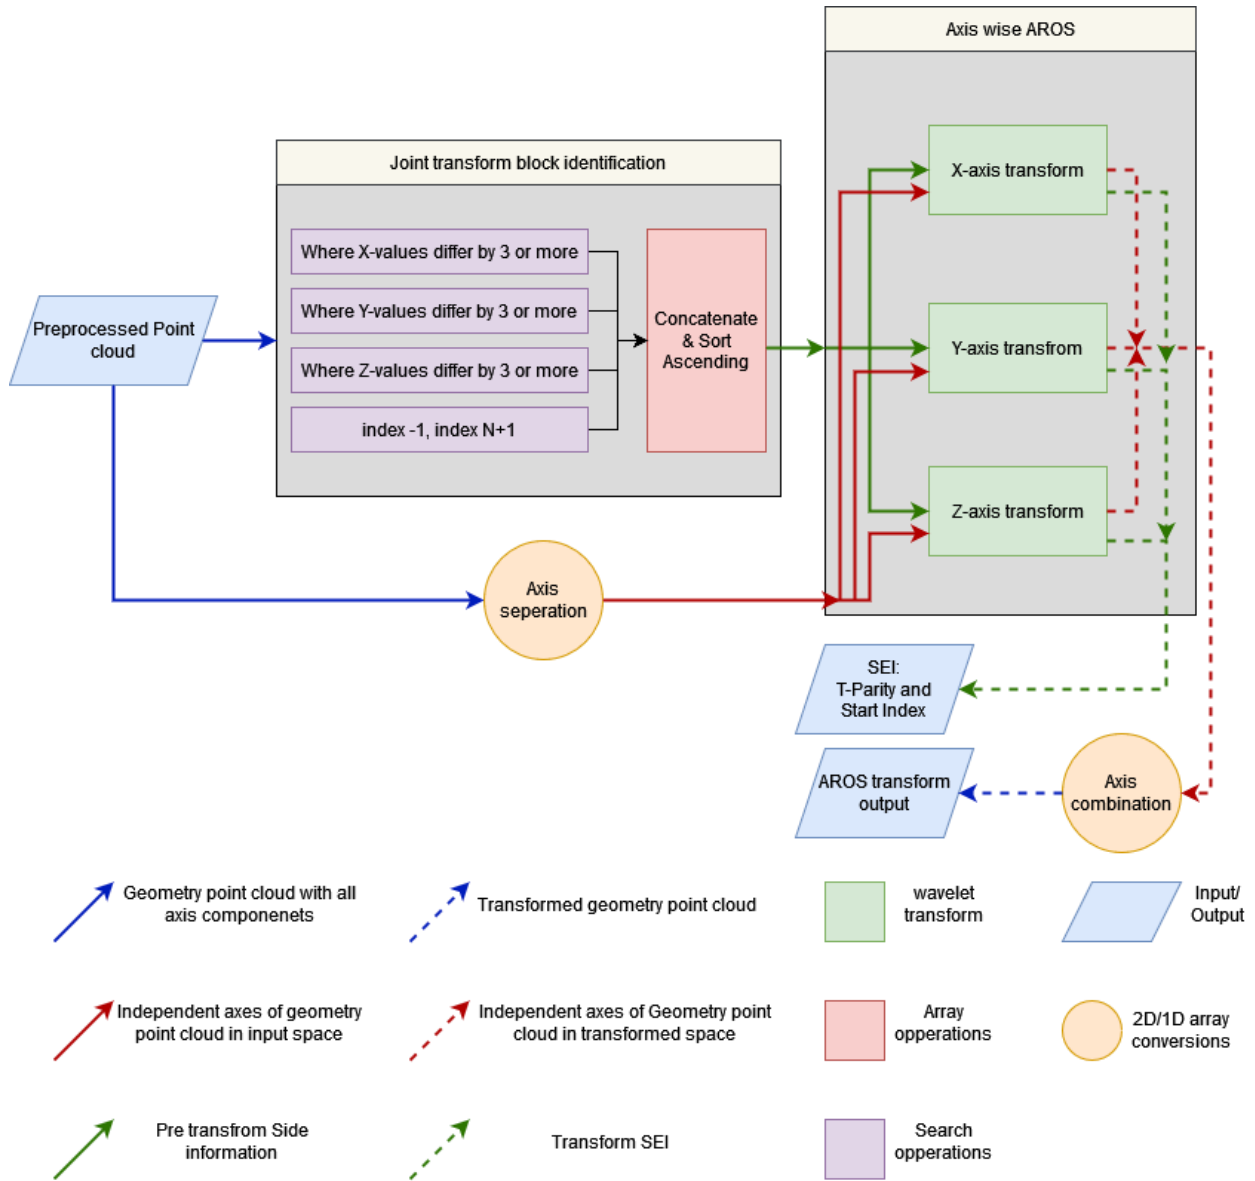 Axis wise AROS
Joint transform block identification
X-axis transform
Where X-values differ by 3 or more
Where Y-values differ by 3 or more
Where Z-values differ by 3 or more
index -1, index N+1
Concatenate
& Sort
Ascending
Preprocessed Point
cloud
Y-axis transfrom
Z-axis transform
Axis
seperation
SEI:
T-Parity and
Start Index
AROS transform
output
Axis
combination
Geometry point cloud with all
axis componenets
Transformed geometry point cloud
wavelet
transform
Input/
Output
Independent axes of geometry
point cloud in input space
Independent axes of Geometry point
cloud in transformed space
Array
opperations
2D/1D array
conversions
Pre transfrom Side
information
Transform SEI
Search
opperations